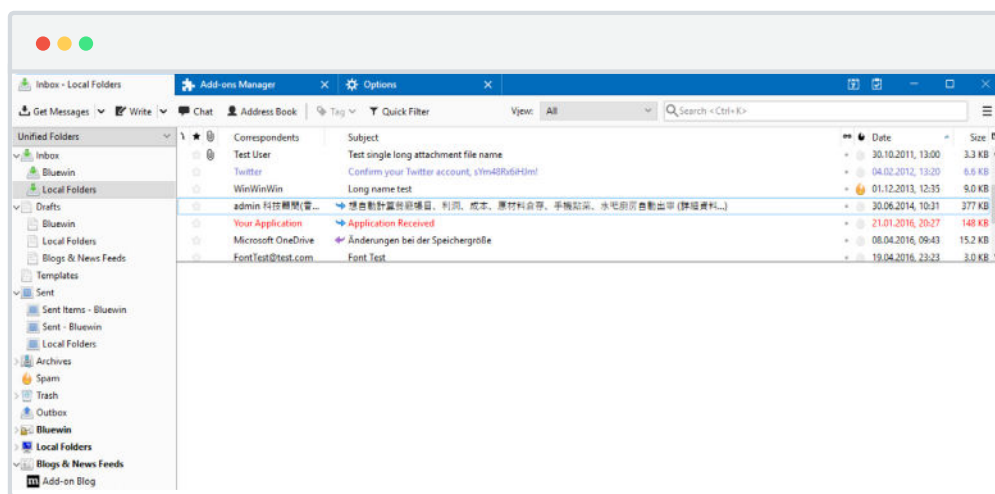 Inbox - Local Folders
Add-ons Manager
Options
Get Messages
Write
Chat
Address Book
Tag
Quick Filter
View:
All
Search <Ctrl+K>
Unified Folders
Correspondents
Subject
Date
Size
Inbox
Test User
Test single long attachment file name
30.10.2011, 13:00
3.3 KB
Bluewin
Twitter
Confirm your Twitter account,
04.02.2012, 13:20
6.6 KB
Local Folders
WinWinWin
Long name test
01.12.2013, 12:35
9.0 KB
Drafts
admin 科技顧問(
30.06.2014, 10:31
377 KB
Bluewin
Your Application
Application Received
21.01.2016, 20:27
148 KB
Local Folders
Microsoft OneDrive
Änderungen bei der Speichergröße
08.04.2016, 09:43
15.2 KB
Blogs & News Feeds
FontTest@test.com
Font Test
19.04.2016, 23:23
3.0 KB
Templates
Sent
Sent Items - Bluewin
Sent - Bluewin
Local Folders
Archives
Spam
Trash
Outbox
Bluewin
Local Folders
Blogs & News Feeds
m Add-on Blog